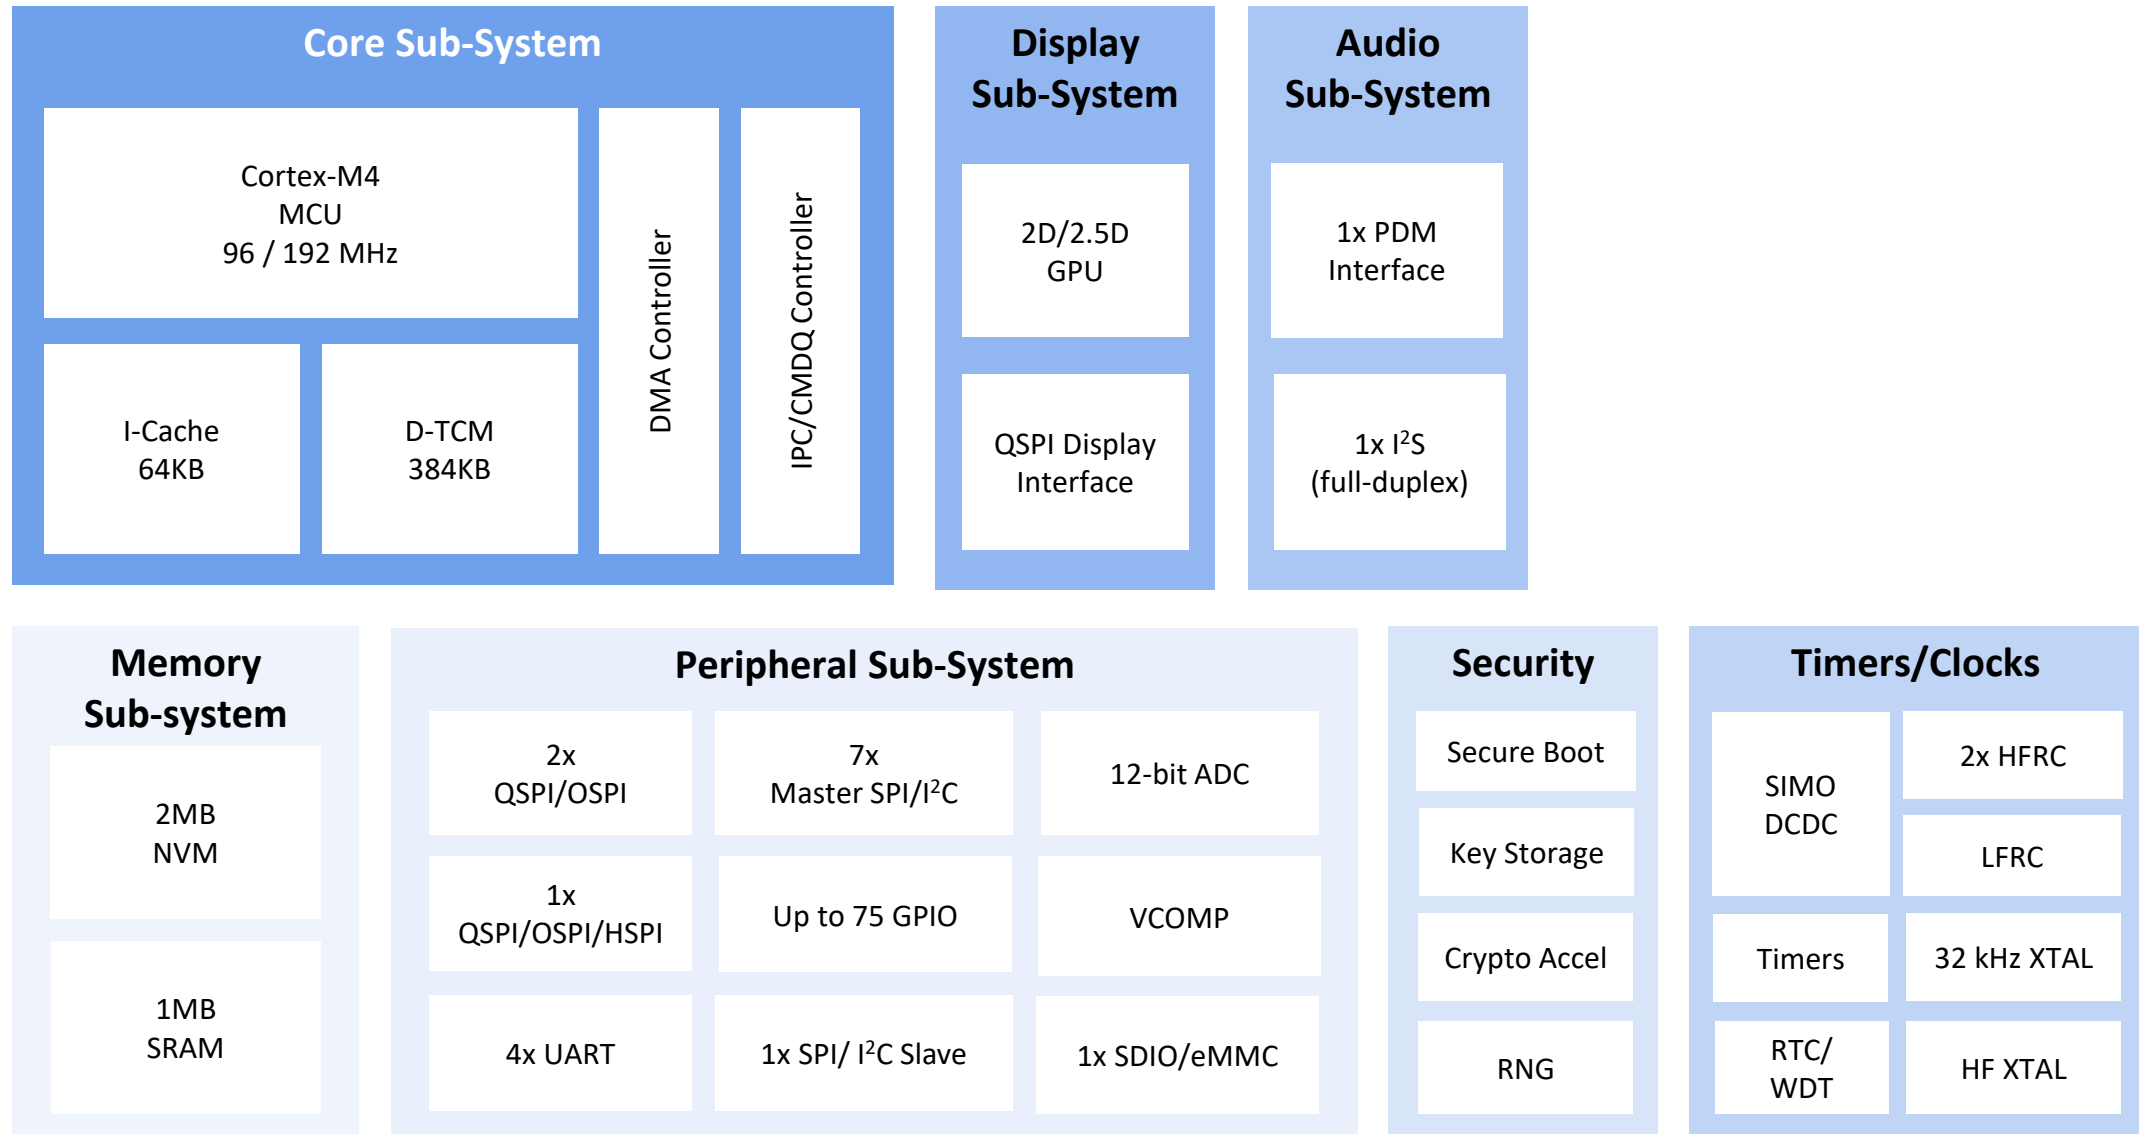 Core Sub-System
Cortex-M4
MCU
96 / 192 MHz
I-Cache
64KB
D-TCM
384KB
DMA Controller
IPC/CMDQ Controller
Display
Sub-System
2D/2.5D
GPU
QSPI Display
Interface
Audio
Sub-System
1x PDM
Interface
1x I²S
(full-duplex)
Memory
Sub-system
2MB
NVM
1MB
SRAM
Peripheral Sub-System
2x
QSPI/OSPI
7x
Master SPI/I²C
12-bit ADC
1x
QSPI/OSPI/HSPI
Up to 75 GPIO
VCOMP
4x UART
1x SPI/ I²C Slave
1x SDIO/eMMC
Security
Secure Boot
Key Storage
Crypto Accel
RNG
Timers/Clocks
SIMO
DCDC
2x HFRC
LFRC
Timers
32 kHz XTAL
RTC/
WDT
HF XTAL